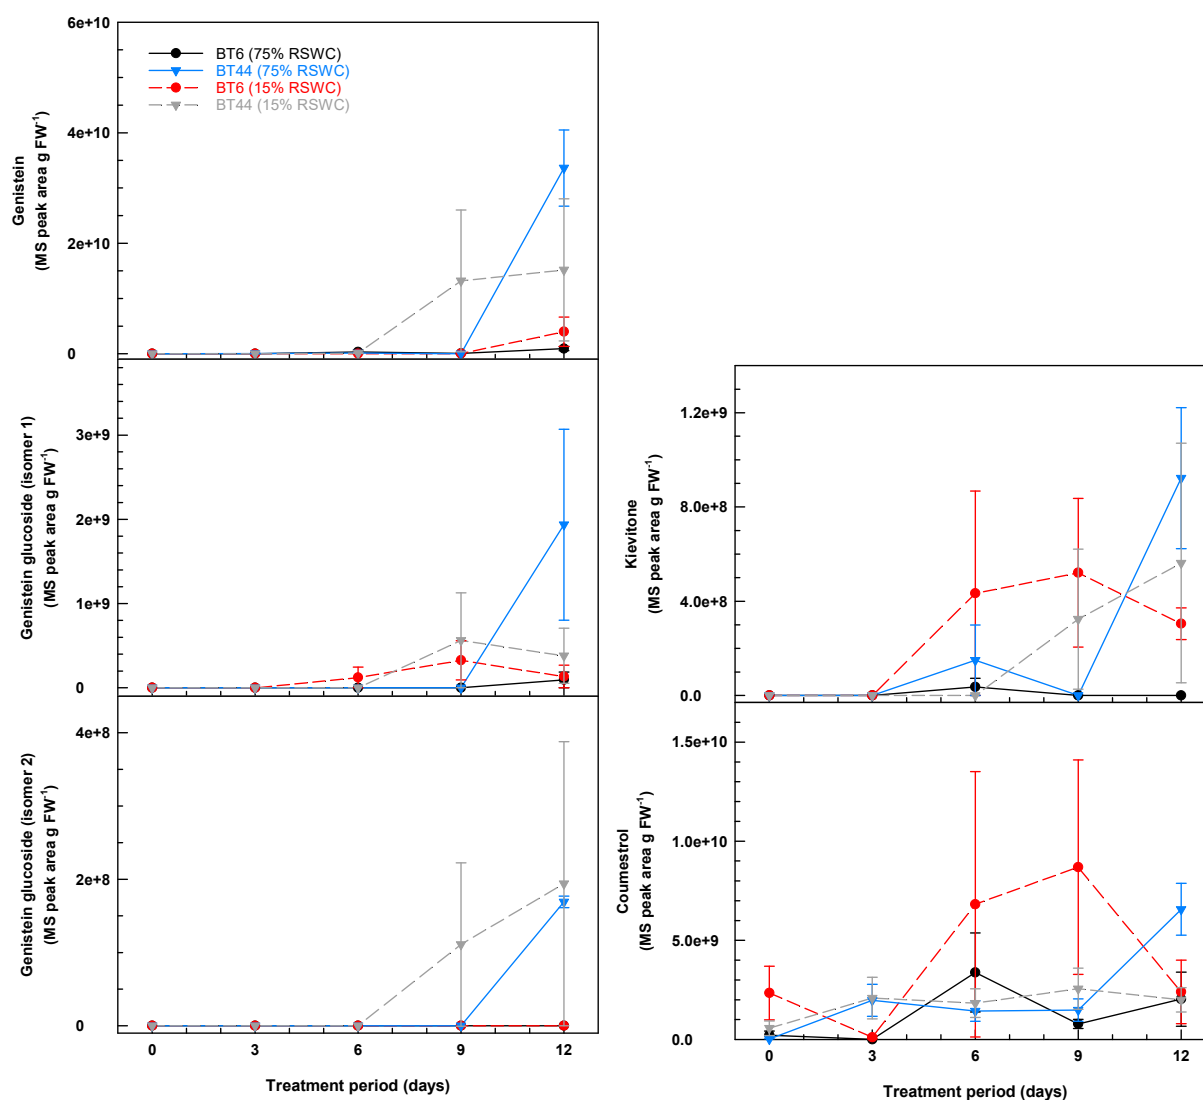 6e+10
4e+10
2e+10
0
Genistein
(MS peak area g FW⁻¹)
BT6 (75% RSWC)
BT44 (75% RSWC)
BT6 (15% RSWC)
BT44 (15% RSWC)
3e+9
2e+9
1e+9
0
Genistein glucoside (isomer 1)
(MS peak area g FW⁻¹)
4e+8
2e+8
0
Genistein glucoside (isomer 2)
(MS peak area g FW⁻¹)
0 3 6 9 12
Treatment period (days)
1.2e+9
8.0e+8
4.0e+8
0.0
Kievitone
(MS peak area g FW⁻¹)
1.5e+10
1.0e+10
5.0e+9
0.0
Coumestrol
(MS peak area g FW⁻¹)
0 3 6 9 12
Treatment period (days)